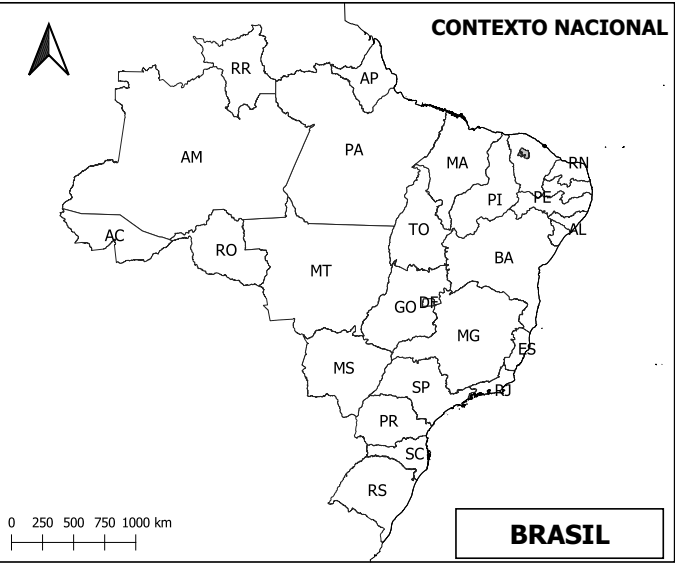 CONTEXTO NACIONAL
RR
AP
AM
PA
MA
RN
PI
PE
AC
RO
TO
AL
MT
BA
GO
DF
MG
ES
MS
SP
RJ
PR
SC
RS
0 250 500 750 1000 km
BRASIL